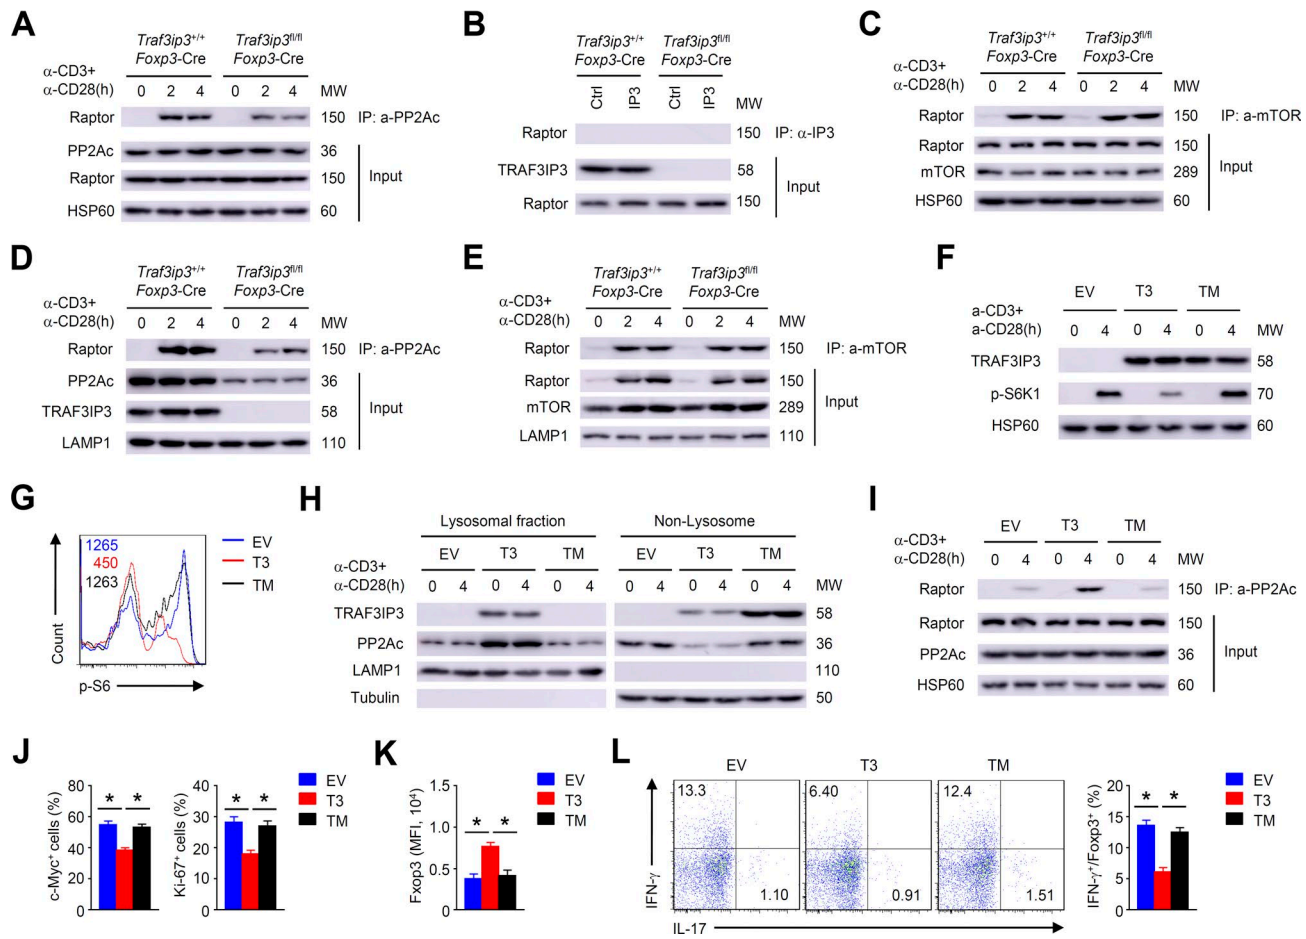 A
Traf3ip3+/+ Traf3ip3fl/fl
Foxp3-Cre Foxp3-Cre
α-CD3+
α-CD28(h) 0 2 4 0 2 4 MW
Raptor 150 IP: a-PP2Ac
PP2Ac 36
Raptor 150 Input
HSP60 60
B
Traf3ip3+/+ Traf3ip3fl/fl
Foxp3-Cre Foxp3-Cre
Ctrl IP3 Ctrl IP3 MW
Raptor 150 IP: α-IP3
TRAF3IP3 58
Input
Raptor 150
C
Traf3ip3+/+ Traf3ip3fl/fl
Foxp3-Cre Foxp3-Cre
α-CD3+
α-CD28(h) 0 2 4 0 2 4 MW
Raptor 150 IP: a-mTOR
Raptor 150
mTOR 289 Input
HSP60 60
D
Traf3ip3+/+ Traf3ip3fl/fl
Foxp3-Cre Foxp3-Cre
α-CD3+
α-CD28(h) 0 2 4 0 2 4 MW
Raptor 150 IP: a-PP2Ac
PP2Ac 36
TRAF3IP3 58 Input
LAMP1 110
E
Traf3ip3+/+ Traf3ip3fl/fl
Foxp3-Cre Foxp3-Cre
α-CD3+
α-CD28(h) 0 2 4 0 2 4 MW
Raptor 150 IP: a-mTOR
Raptor 150
mTOR 289 Input
LAMP1 110
F
EV T3 TM
a-CD3+
a-CD28(h) 0 4 0 4 0 4 MW
TRAF3IP3 58
p-S6K1 70
HSP60 60
G
1265
450
1263
EV
T3
TM
Count
p-S6
H
Lysosomal fraction Non-Lysosome
EV T3 TM EV T3 TM
α-CD3+
α-CD28(h) 0 4 0 4 0 4 0 4 0 4 0 4 MW
TRAF3IP3 58
PP2Ac 36
LAMP1 110
Tubulin 50
I
EV T3 TM
α-CD3+
α-CD28(h) 0 4 0 4 0 4 MW
Raptor 150 IP: a-PP2Ac
Raptor 150
PP2Ac 36 Input
HSP60 60
J
c-Myc+ cells (%)
80
60
40
20
0
* *
Ki-67+ cells (%)
40
30
20
10
0
* *
EV
T3
TM
K
Fxop3 (MFI, 104)
1.5
1.0
0.5
0.0
* *
EV
T3
TM
L
EV T3 TM
13.3 6.40 12.4
1.10 0.91 1.51
IFN-γ
IL-17
IFN-γ+/Foxp3+ (%)
20
15
10
5
0
* *
EV
T3
TM